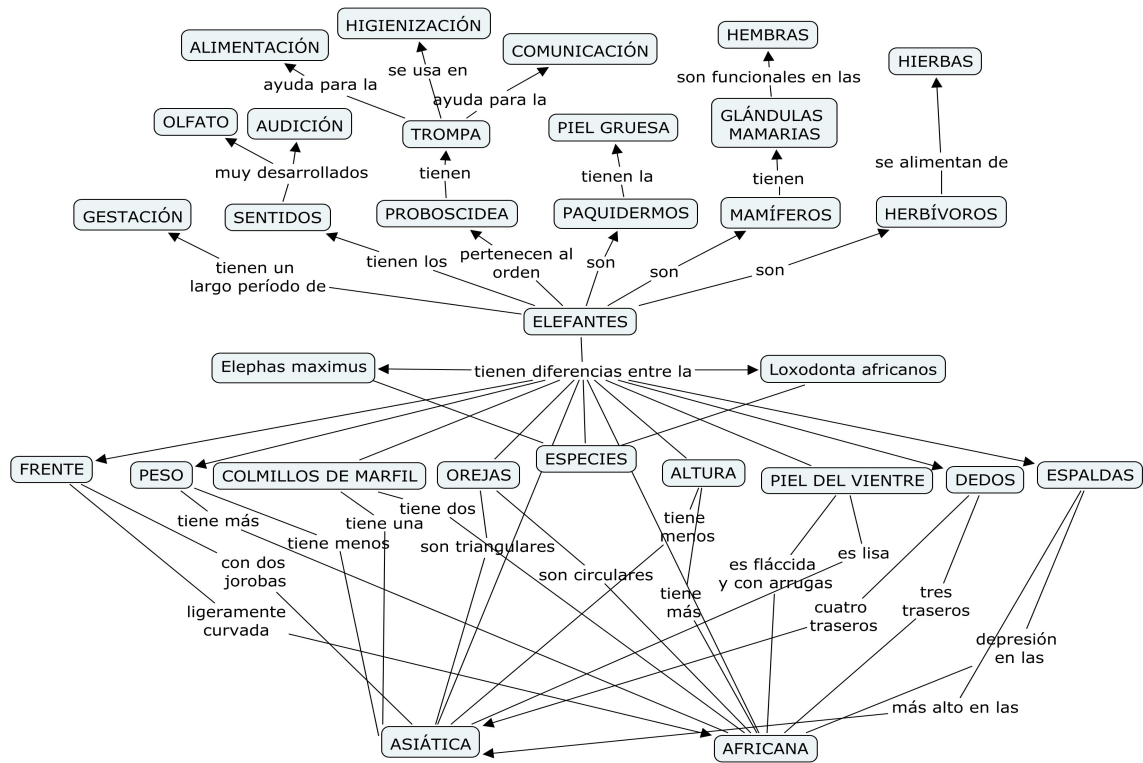 HIGIENIZACIÓN
ALIMENTACIÓN
COMUNICACIÓN
HEMBRAS
HIERBAS
se usa en
ayuda para la
ayuda para la
son funcionales en las
OLFATO
AUDICIÓN
TROMPA
PIEL GRUESA
GLÁNDULAS
MAMARIAS
muy desarrollados
tienen
tienen la
tienen
se alimentan de
GESTACIÓN
SENTIDOS
PROBOSCIDEA
PAQUIDERMOS
MAMÍFEROS
HERBÍVOROS
tienen un
largo período de
tienen los
pertenecen al
orden
son
son
son
ELEFANTES
Elephas maximus
tienen diferencias entre la
Loxodonta africanos
FRENTE
PESO
COLMILLOS DE MARFIL
OREJAS
ESPECIES
ALTURA
PIEL DEL VIENTRE
DEDOS
ESPALDAS
tiene más
tiene menos
tiene una
tiene dos
son triangulares
tiene
menos
es lisa
con dos
jorobas
son circulares
es fláccida
y con arrugas
ligeramente
curvada
tiene
más
cuatro
traseros
tres
traseros
depresión
en las
más alto en las
ASIÁTICA
AFRICANA